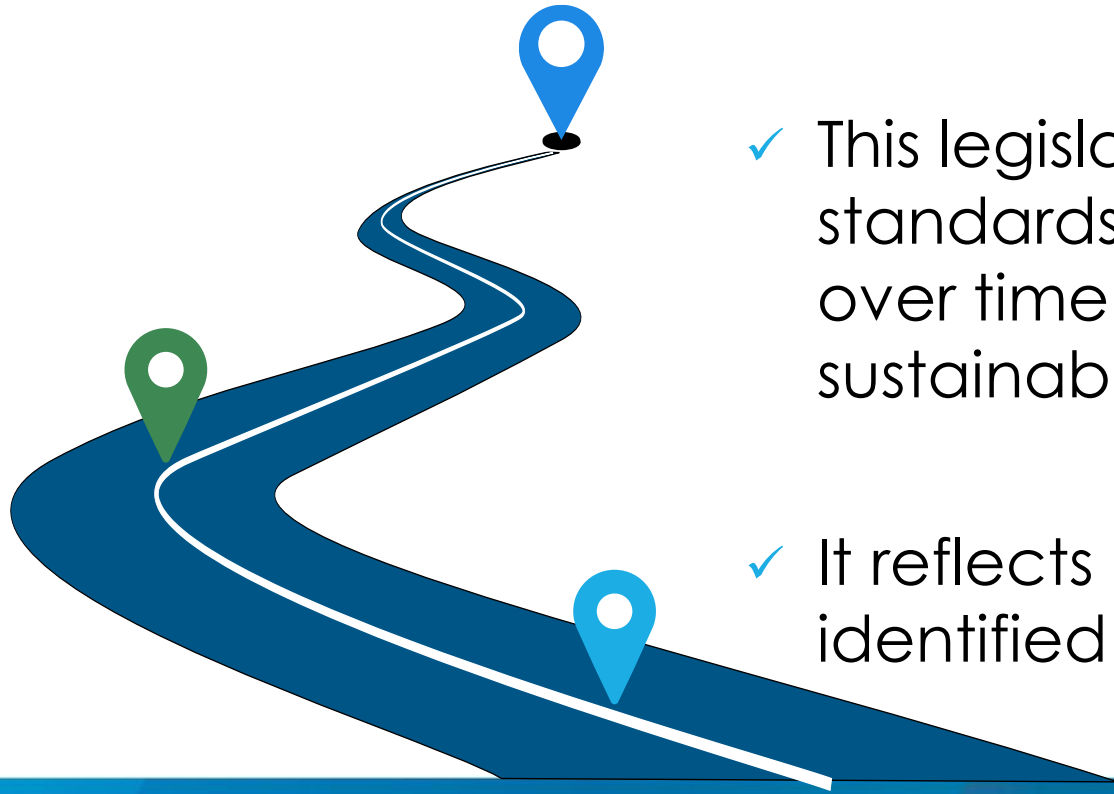 ✓ This legisla
standards
over time
sustainab
✓ It reflects
identified